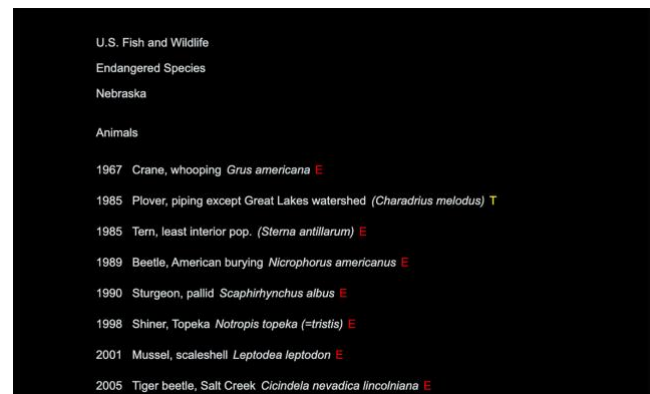 U.S. Fish and Wildlife
Endangered Species
Nebraska
Animals
1967 Crane, whooping Grus americana E
1985 Plover, piping except Great Lakes watershed (Charadrius melodus) T
1985 Tern, least interior pop. (Sterna antillarum) E
1989 Beetle, American burying Nicrophorus americanus E
1990 Sturgeon, pallid Scaphirhynchus albus E
1998 Shiner, Topeka Notropis topeka (=tristis) E
2001 Mussel, scaleshell Leptodea leptodon E
2005 Tiger beetle, Salt Creek Cicindela nevadica lincolniana E